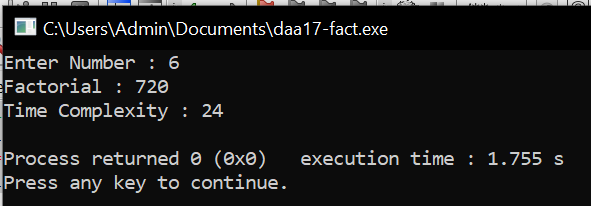 C:\Users\Admin\Documents\daa17-fact.exe
Enter Number : 6
Factorial : 720
Time Complexity : 24
Process returned 0 (0x0)   execution time : 1.755 s
Press any key to continue.